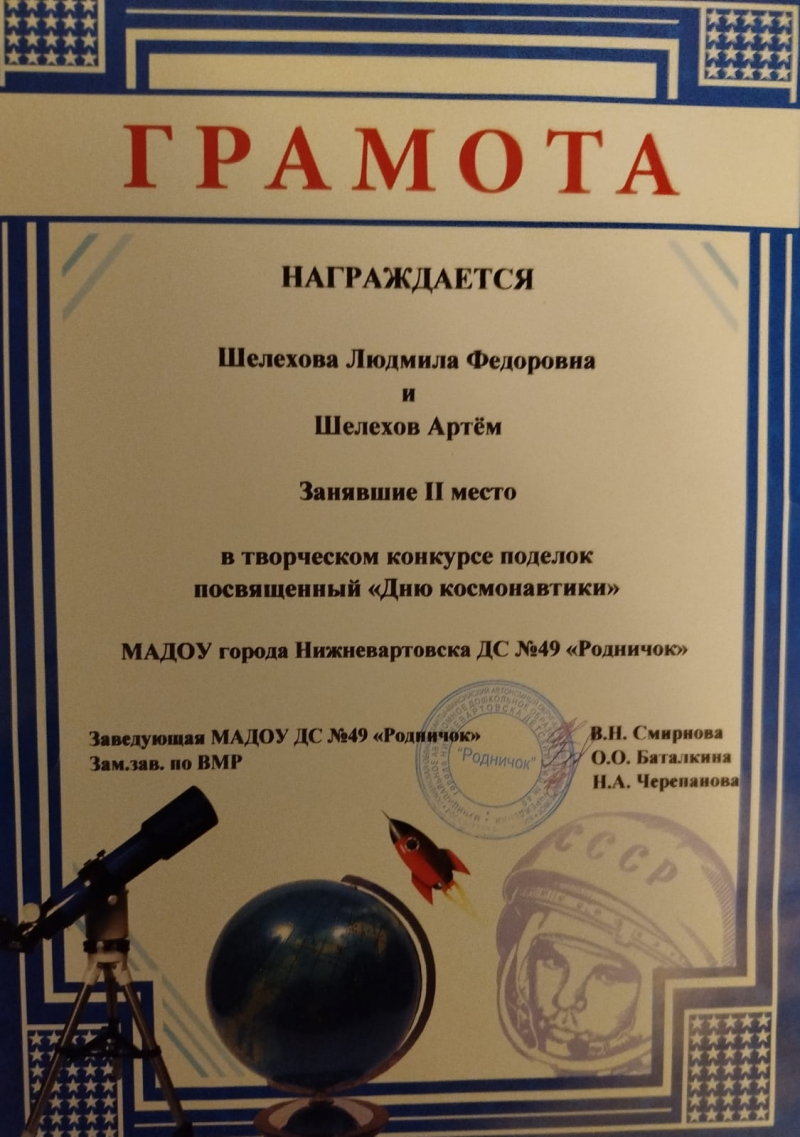 ГРАМОТА
НАГРАЖДАЕТСЯ
Шелехова Людмила Федоровна
и
Шелехов Артём
Занявшие II место
в творческом конкурсе поделок
посвященный «Дню космонавтики»
МАДОУ города Нижневартовска ДС №49 «Родничок»
Заведующая МАДОУ ДС №49 «Родничок» В.Н. Смирнова
Зам.зав. по ВМР О.О. Баталкина
Н.А. Черепанова
"Родничок"
СССР